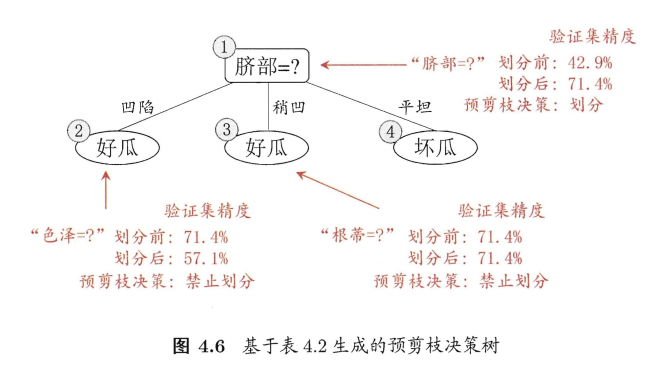 验证集精度
①
脐部=?
“脐部=?” 划分前: 42.9%
划分后: 71.4%
预剪枝决策: 划分
凹陷
稍凹
平坦
②
好瓜
③
好瓜
④
坏瓜
验证集精度
“色泽=?” 划分前: 71.4%
划分后: 57.1%
预剪枝决策: 禁止划分
验证集精度
“根蒂=?” 划分前: 71.4%
划分后: 71.4%
预剪枝决策: 禁止划分
图 4.6 基于表 4.2 生成的预剪枝决策树